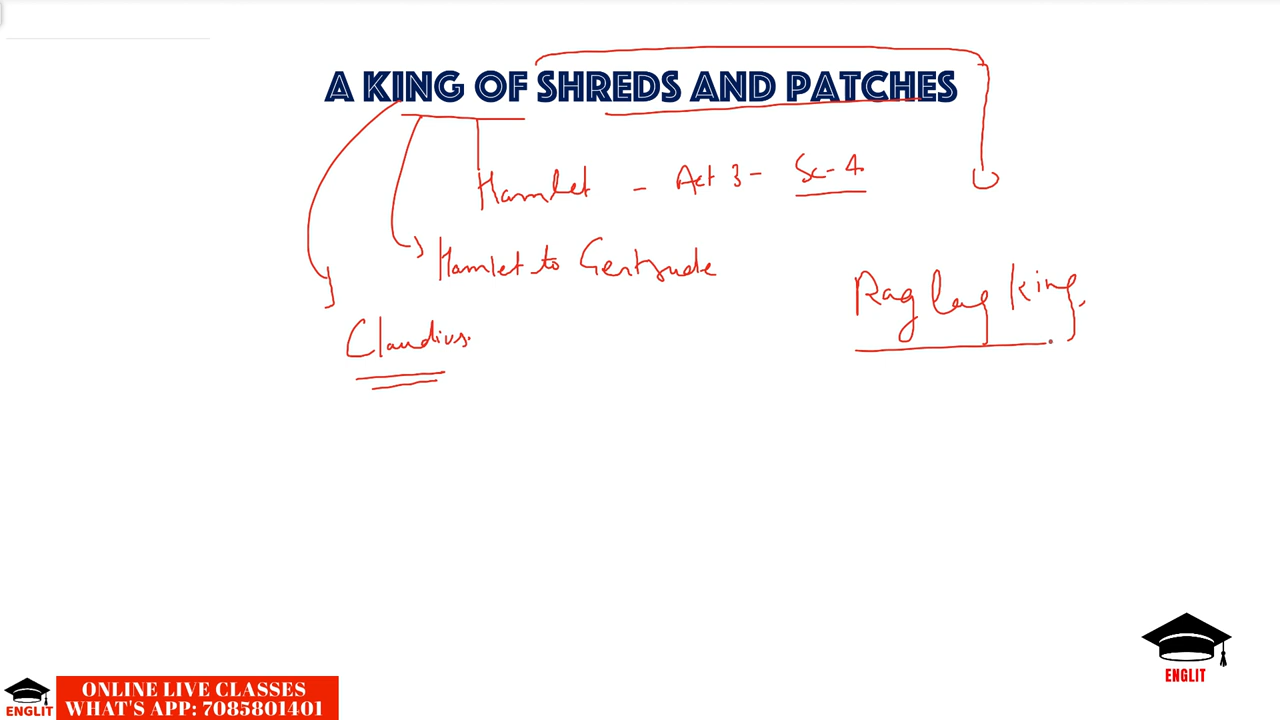 A KING OF SHREDS AND PATCHES
Hamlet - Act 3 - Sc-4
Hamlet to Gertrude
Rag tag king.
Claudius.
ENGLIT
ENGLIT
ONLINE LIVE CLASSES
WHAT'S APP: 7085801401